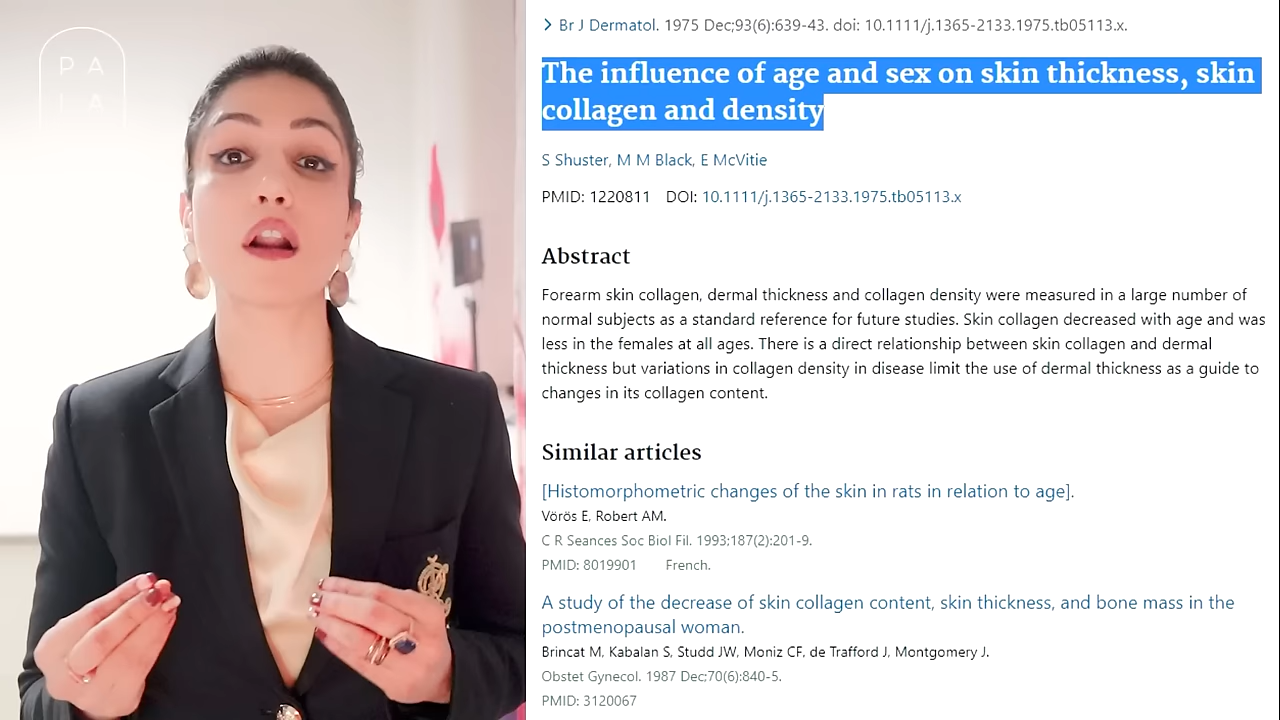 PA
LA
Br J Dermatol. 1975 Dec;93(6):639-43. doi: 10.1111/j.1365-2133.1975.tb05113.x.
The influence of age and sex on skin thickness, skin
collagen and density
S Shuster, M M Black, E McVitie
PMID: 1220811 DOI: 10.1111/j.1365-2133.1975.tb05113.x
Abstract
Forearm skin collagen, dermal thickness and collagen density were measured in a large number of
normal subjects as a standard reference for future studies. Skin collagen decreased with age and was
less in the females at all ages. There is a direct relationship between skin collagen and dermal
thickness but variations in collagen density in disease limit the use of dermal thickness as a guide to
changes in its collagen content.
Similar articles
[Histomorphometric changes of the skin in rats in relation to age].
Vörös E, Robert AM.
C R Seances Soc Biol Fil. 1993;187(2):201-9.
PMID: 8019901 French.
A study of the decrease of skin collagen content, skin thickness, and bone mass in the
postmenopausal woman.
Brincat M, Kabalan S, Studd JW, Moniz CF, de Trafford J, Montgomery J.
Obstet Gynecol. 1987 Dec;70(6):840-5.
PMID: 3120067